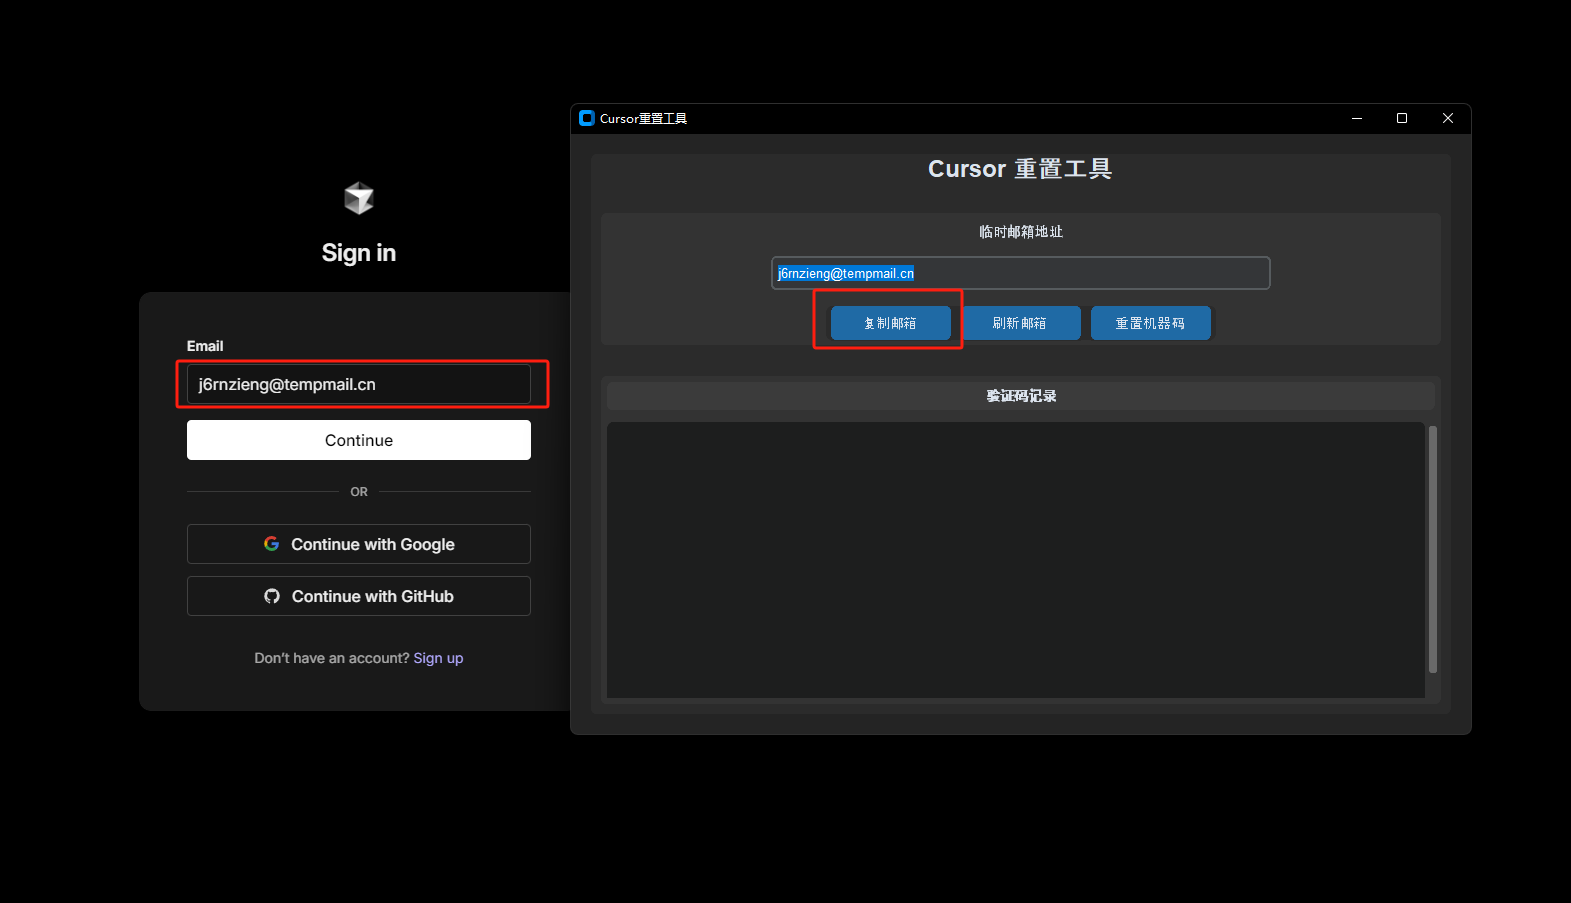 Sign in
Email
j6rnzieng@tempmail.cn
Continue
OR
Continue with Google
Continue with GitHub
Don't have an account? Sign up
Cursor重置工具
Cursor 重置工具
临时邮箱地址
j6rnzieng@tempmail.cn
复制邮箱 刷新邮箱 重置机器码
验证码记录